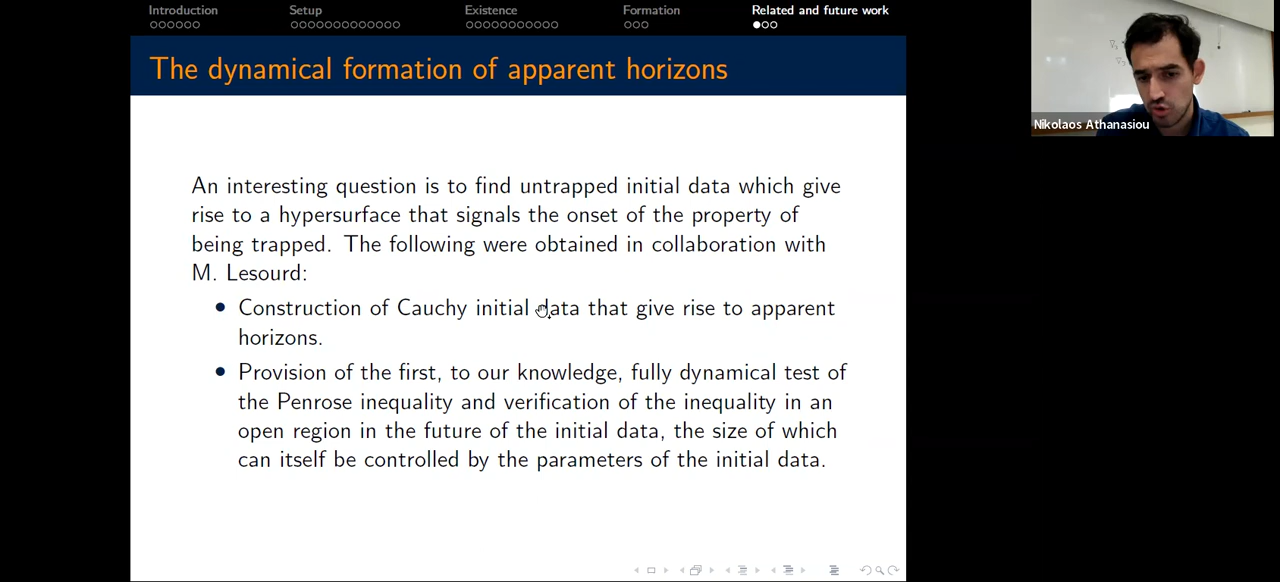 Introduction
Setup
Existence
Formation
Related and future work
The dynamical formation of apparent horizons
Nikolaos Athanasiou
An interesting question is to find untrapped initial data which give
rise to a hypersurface that signals the onset of the property of
being trapped. The following were obtained in collaboration with
M. Lesourd:
Construction of Cauchy initial data that give rise to apparent
horizons.
Provision of the first, to our knowledge, fully dynamical test of
the Penrose inequality and verification of the inequality in an
open region in the future of the initial data, the size of which
can itself be controlled by the parameters of the initial data.